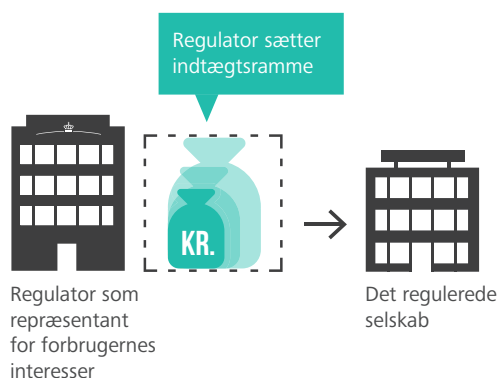 Regulator sætter
indtægtsramme
KR.
Regulator som
repræsentant
for forbrugernes
interesser
Det regulerede
selskab